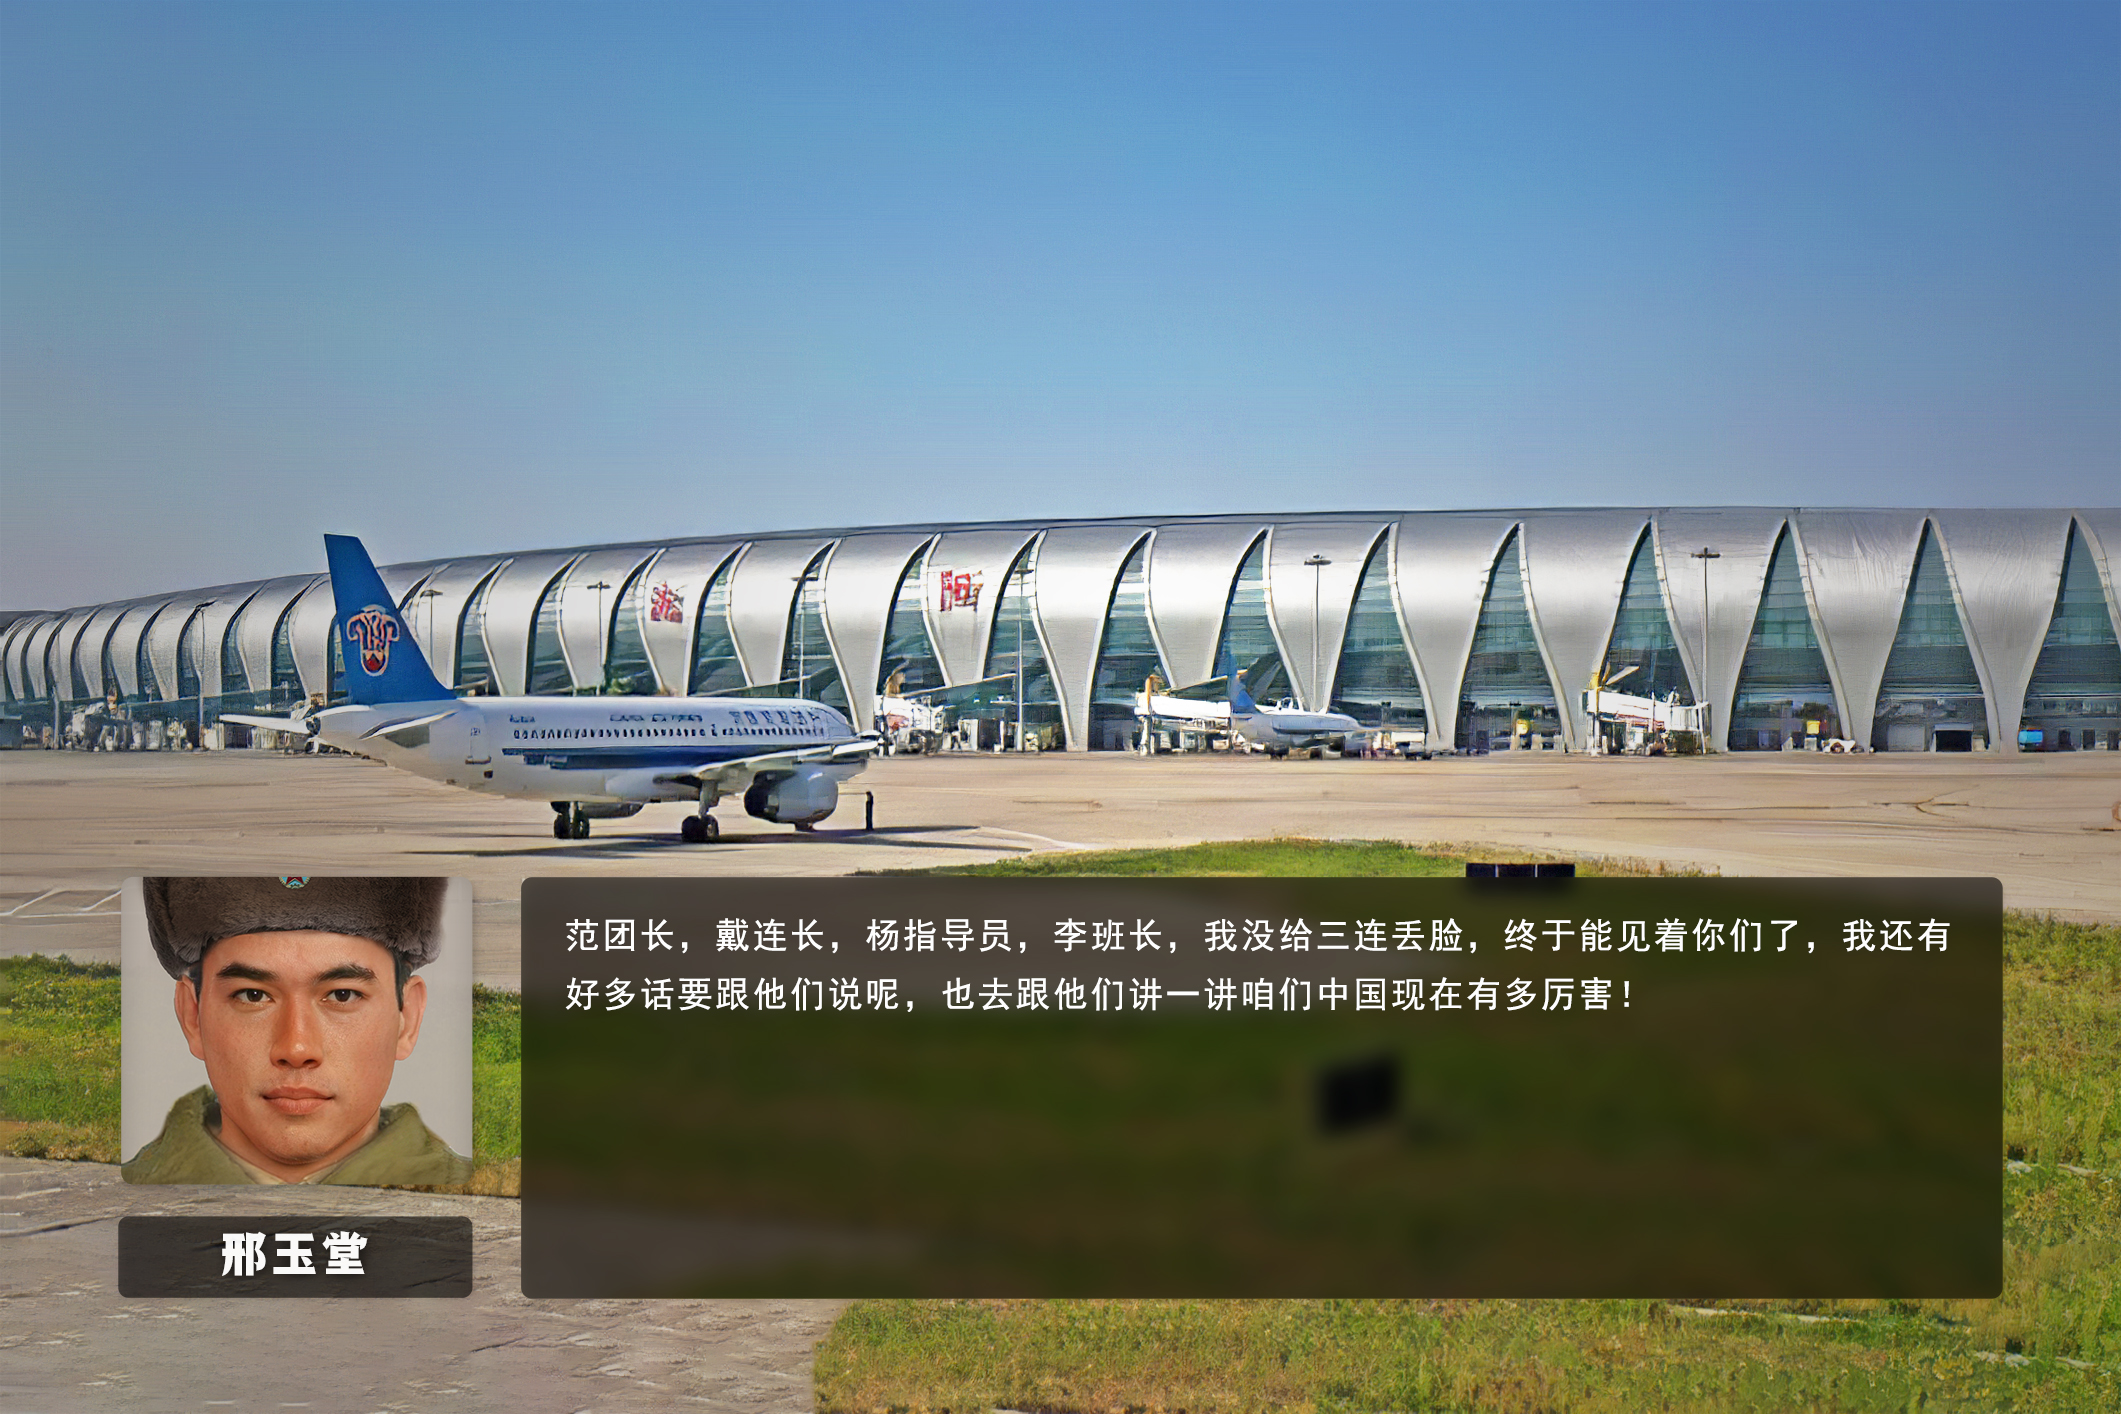 范团长，戴连长，杨指导员，李班长，我没给三连丢脸，终于能见着你们了，我还有
好多话要跟他们说呢，也去跟他们讲一讲咱们中国现在有多厉害！
邢玉堂